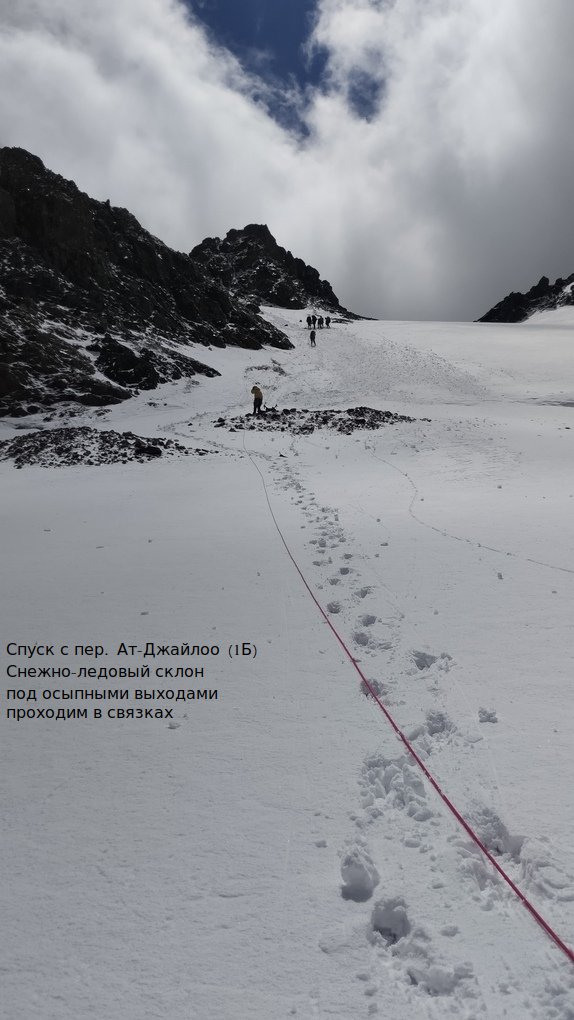 Спуск с пер. Ат-Джайлоо (1Б)
Снежно-ледовый склон
под осыпными выходами
проходим в связках